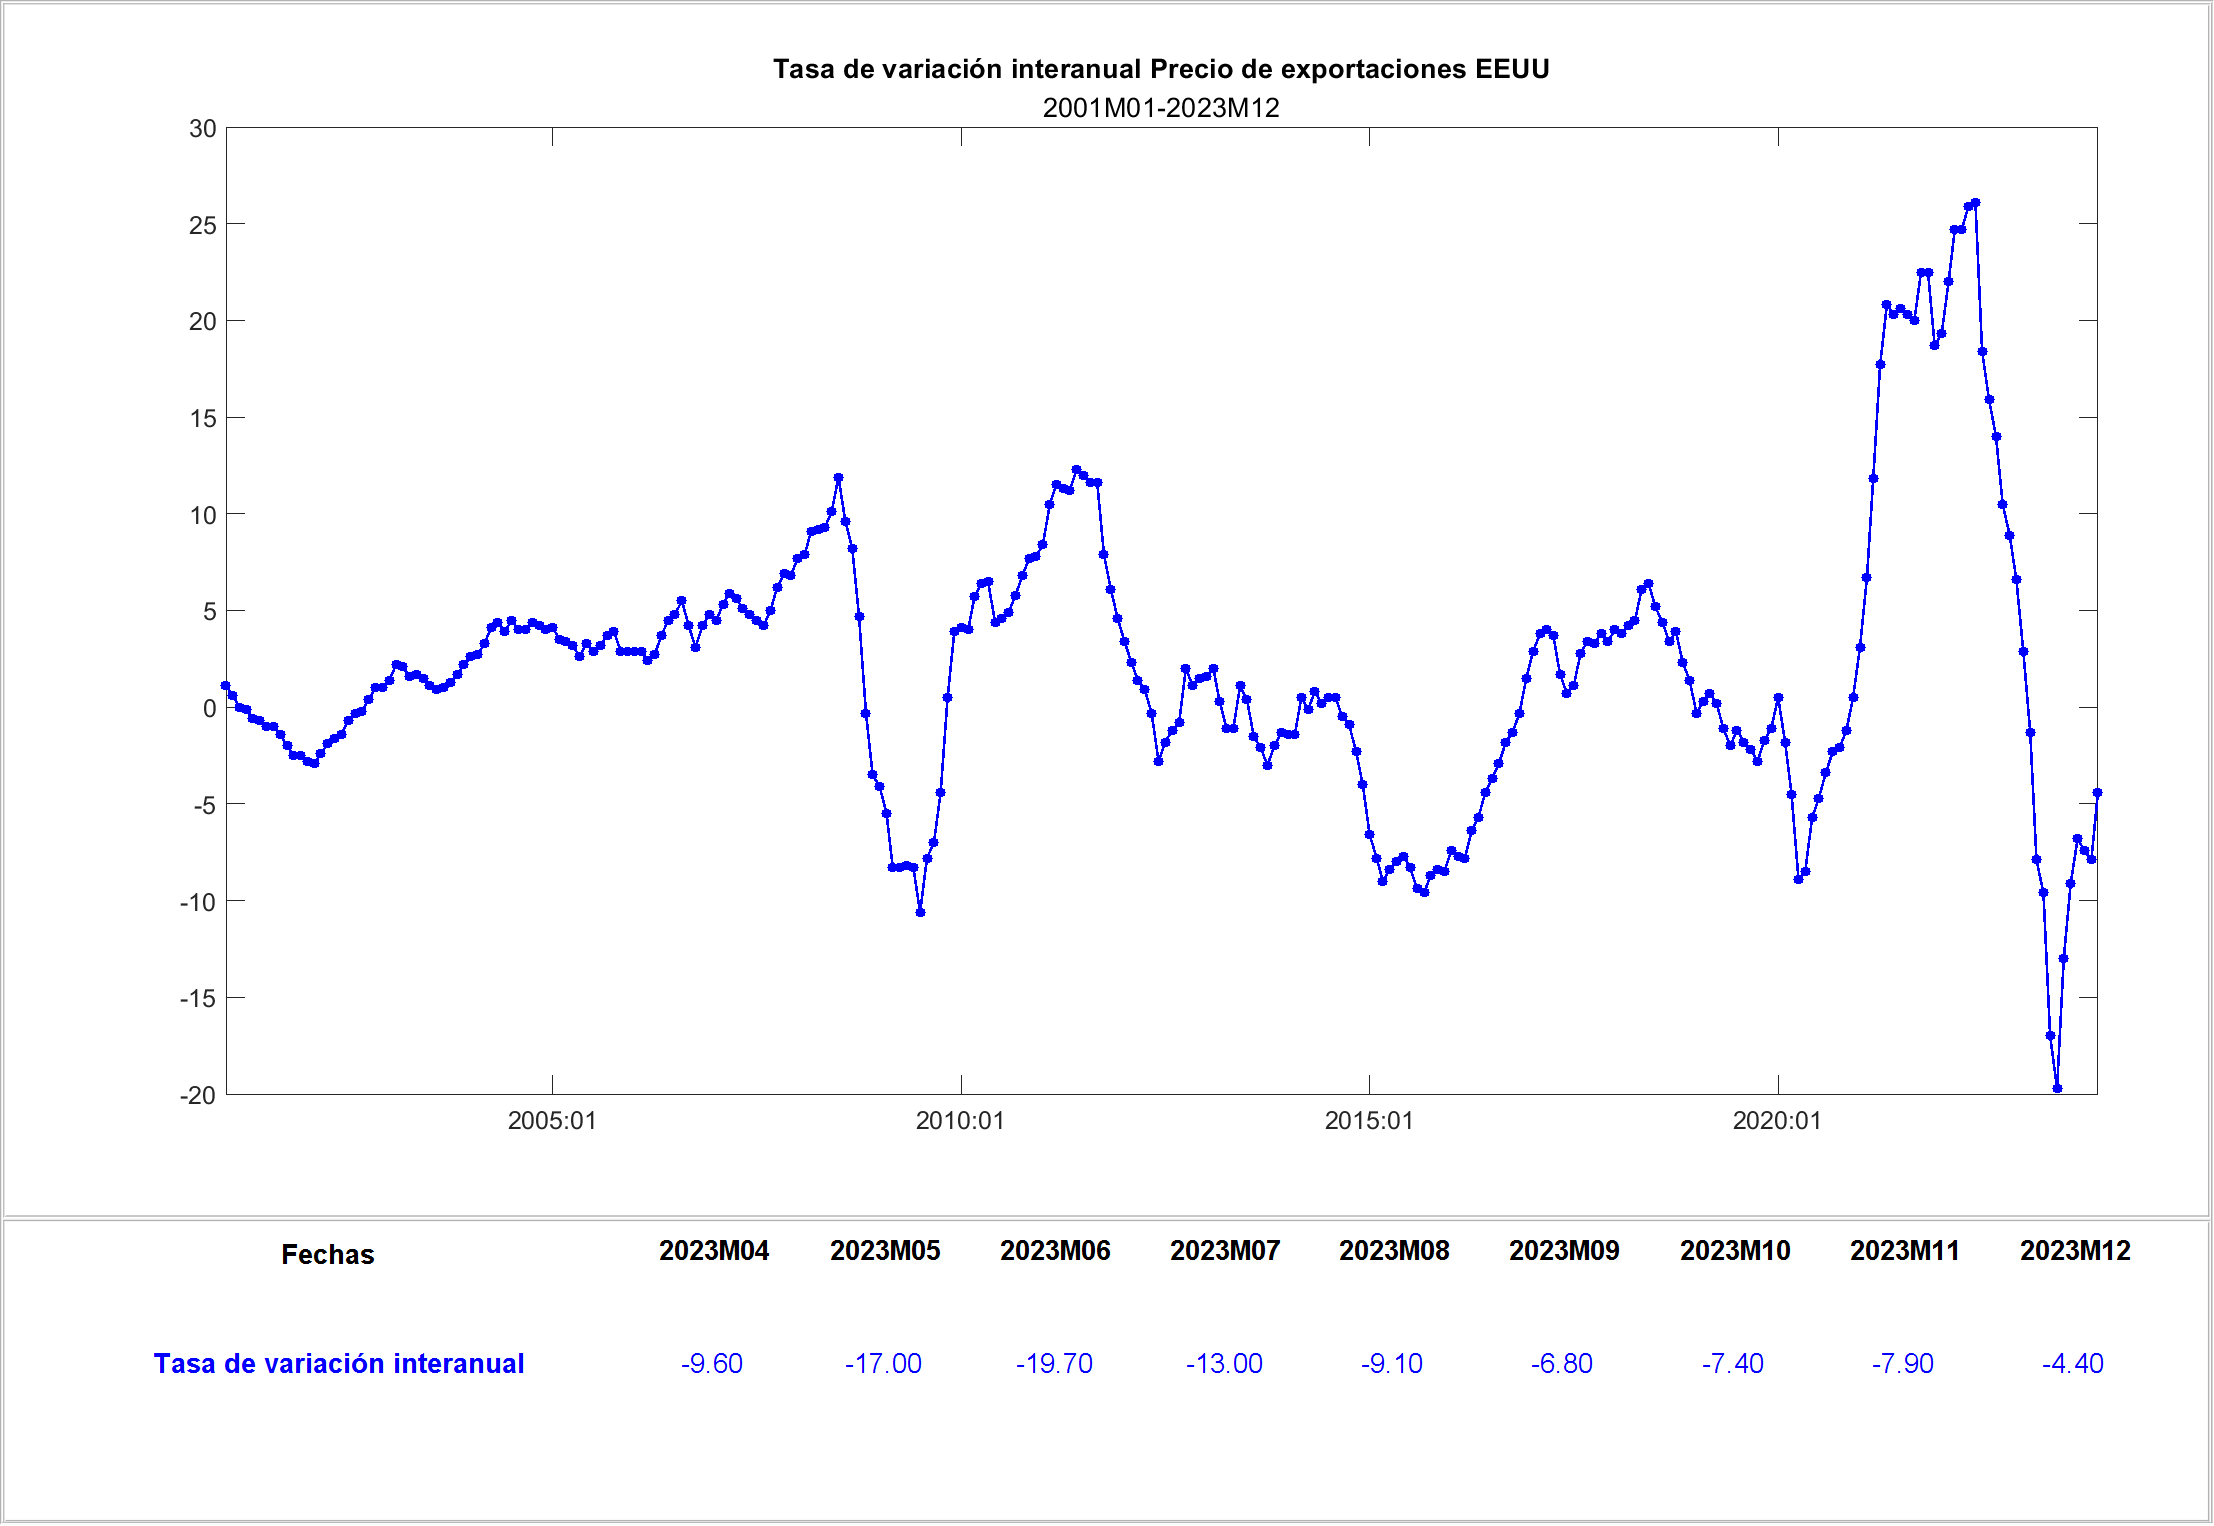 Tasa de variación interanual Precio de exportaciones EEUU
2001M01-2023M12
30
25
20
15
10
5
0
-5
-10
-15
-20
2005:01 2010:01 2015:01 2020:01
Fechas 2023M04 2023M05 2023M06 2023M07 2023M08 2023M09 2023M10 2023M11 2023M12
Tasa de variación interanual -9.60 -17.00 -19.70 -13.00 -9.10 -6.80 -7.40 -7.90 -4.40